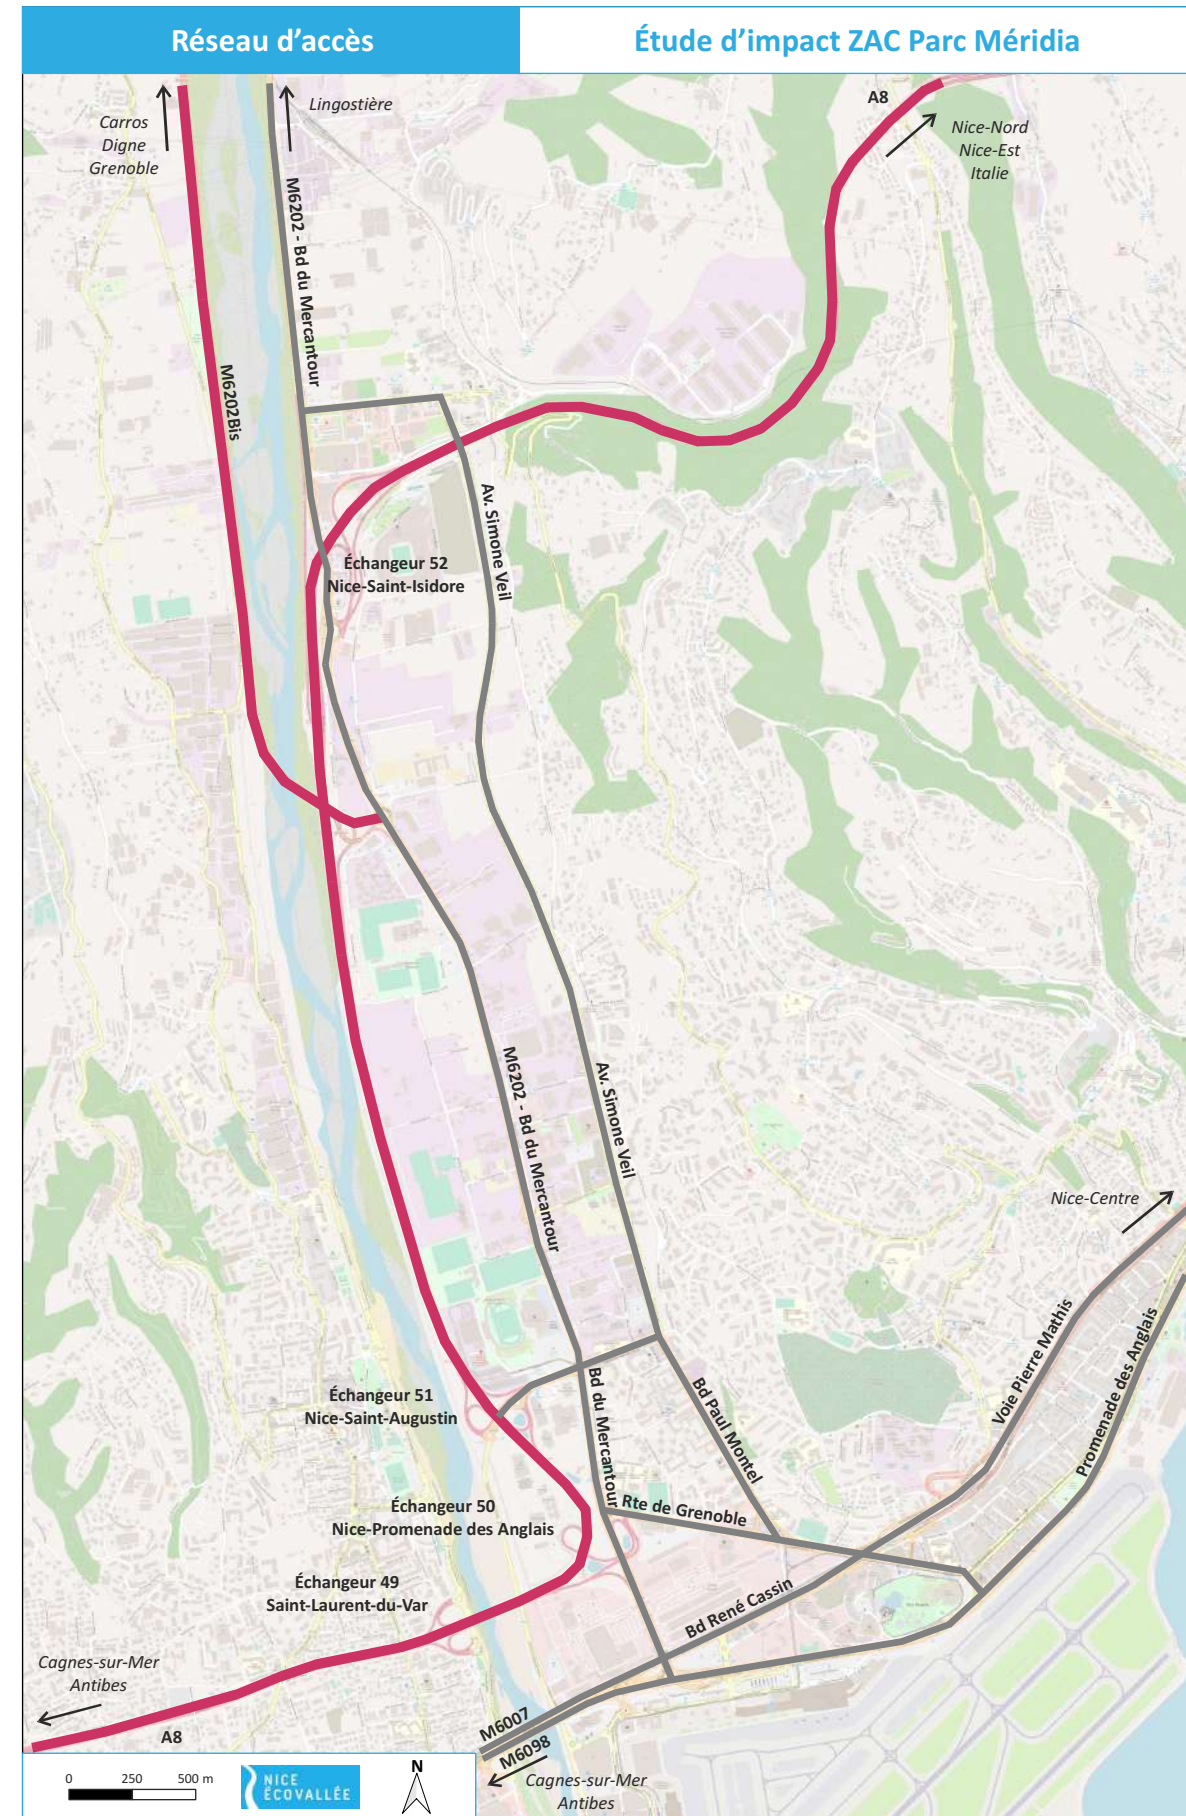 Réseau d'accès
Étude d'impact ZAC Parc Méridia
Carros
Digne
Grenoble
Lingostière
A8
Nice-Nord
Nice-Est
Italie
M6202 - Bd du Mercantour
M6202Bis
Av. Simone Veil
Échangeur 52
Nice-Saint-Isidore
M6202 - Bd du Mercantour
Av. Simone Veil
Nice-Centre
Voie Pierre Mathis
Promenade des Anglais
Échangeur 51
Nice-Saint-Augustin
Bd du Mercantour
Bd Paul Montel
Échangeur 50
Nice-Promenade des Anglais
Rte de Grenoble
Échangeur 49
Saint-Laurent-du-Var
Bd René Cassin
Cagnes-sur-Mer
Antibes
A8
M6007
M6098
Cagnes-sur-Mer
Antibes
0 250 500 m
NICE
ÉCOVALLÉE
N